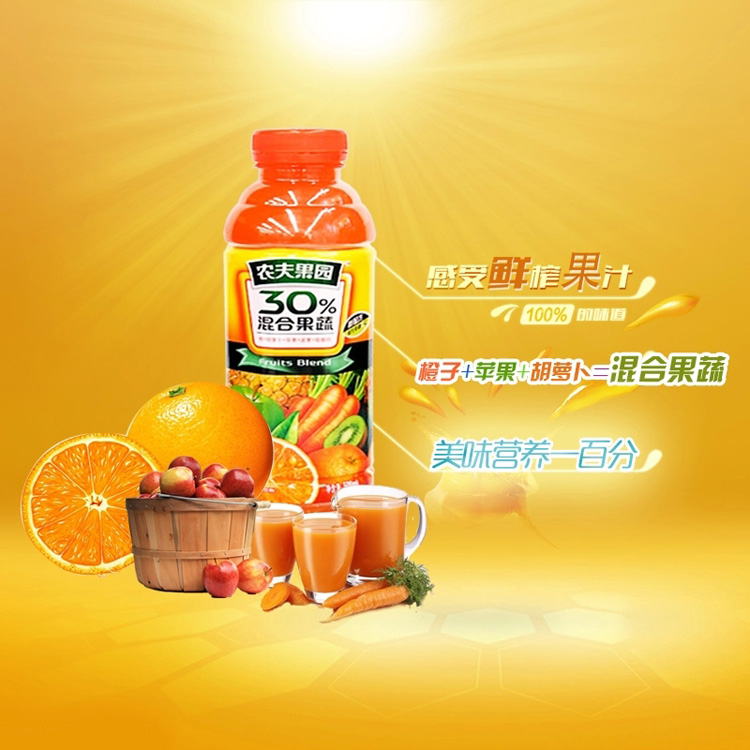 农夫果园
30%
混合果蔬
Fruits Blend
感受鲜榨果汁
100%的味道
橙子+苹果+胡萝卜=混合果蔬
美味营养一百分